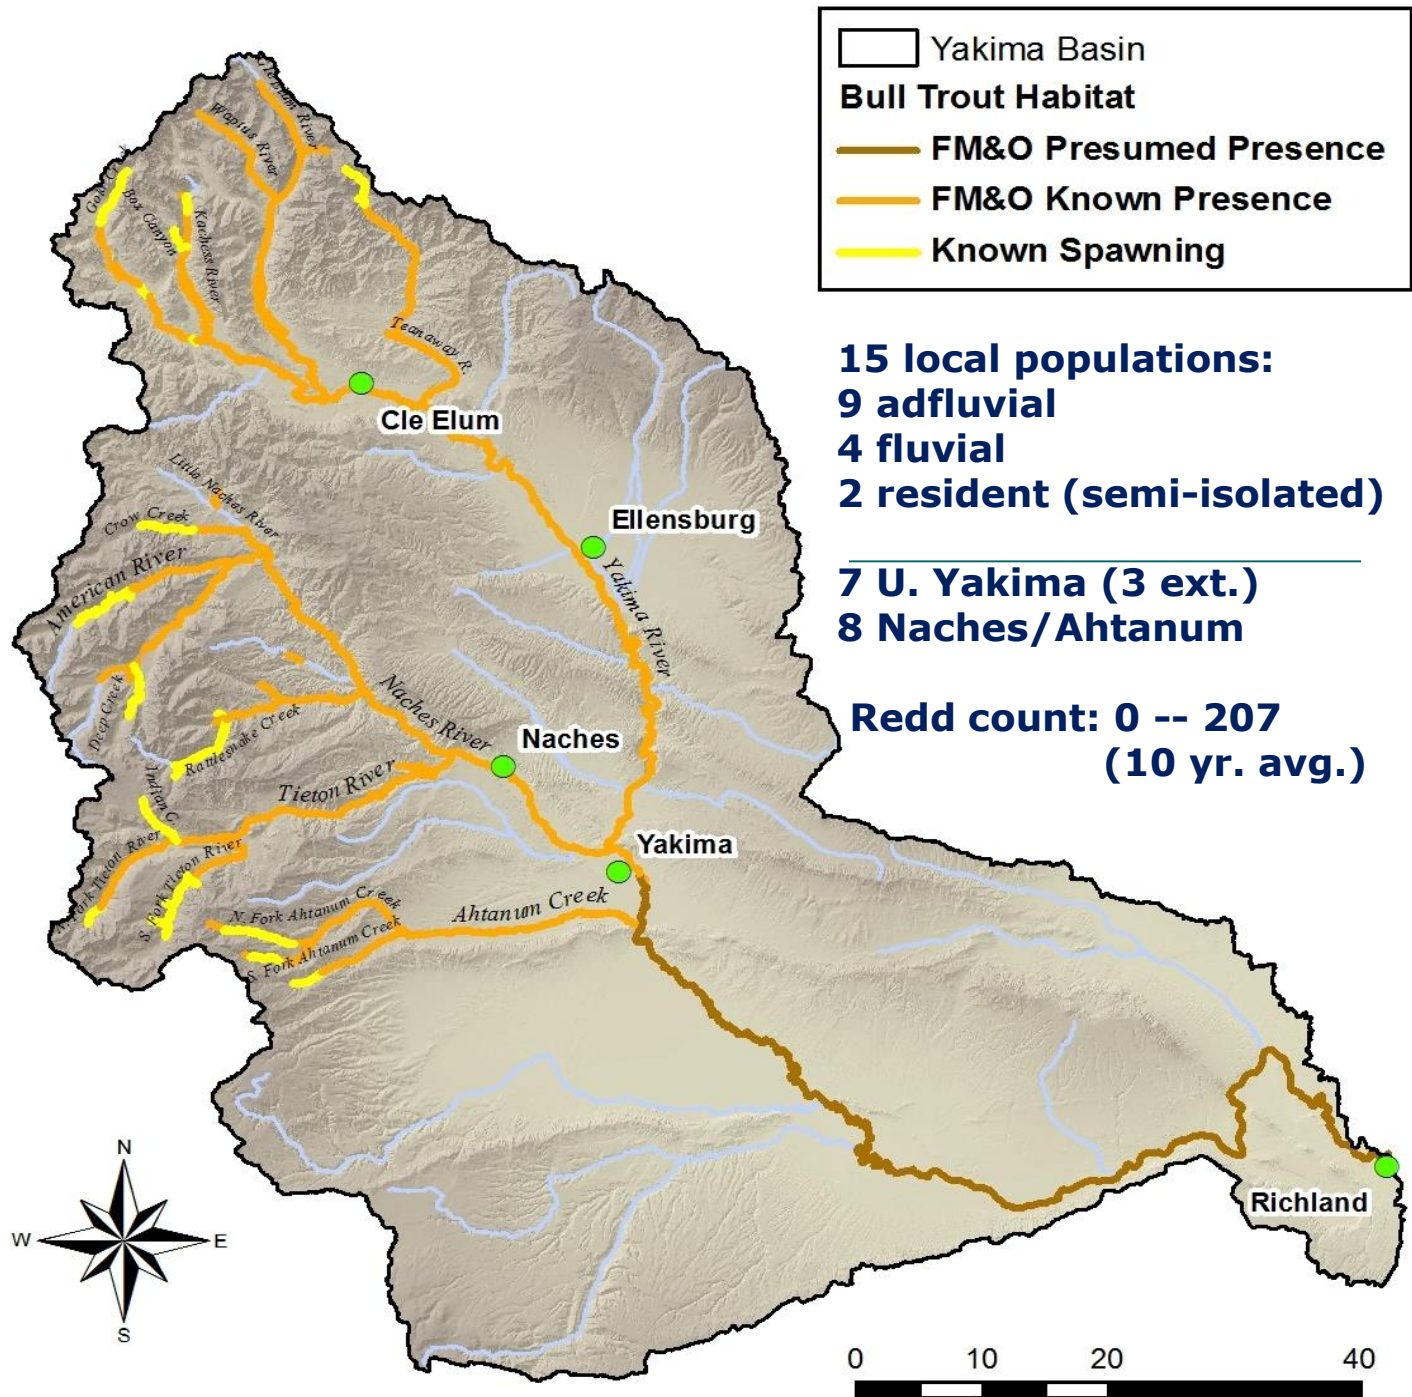 Yakima Basin
Bull Trout Habitat
FM&O Presumed Presence
FM&O Known Presence
Known Spawning
15 local populations:
9 adfluvial
4 fluvial
2 resident (semi-isolated)
7 U. Yakima (3 ext.)
8 Naches/Ahtanum
Redd count: 0 -- 207
(10 yr. avg.)
Wapius River
Box Canyon
Kachess River
Teanaway R.
Cle Elum
Little Naches River
Crow Creek
American River
Ellensburg
Yakima River
Deep Creek
Rattlesnake Creek
Naches River
Naches
Indian C.
Tieton River
N. Fork Tieton River
S. Fork Tieton River
Yakima
N. Fork Ahtanum Creek
S. Fork Ahtanum Creek
Ahtanum Creek
Richland
N
W
E
S
0 10 20 40